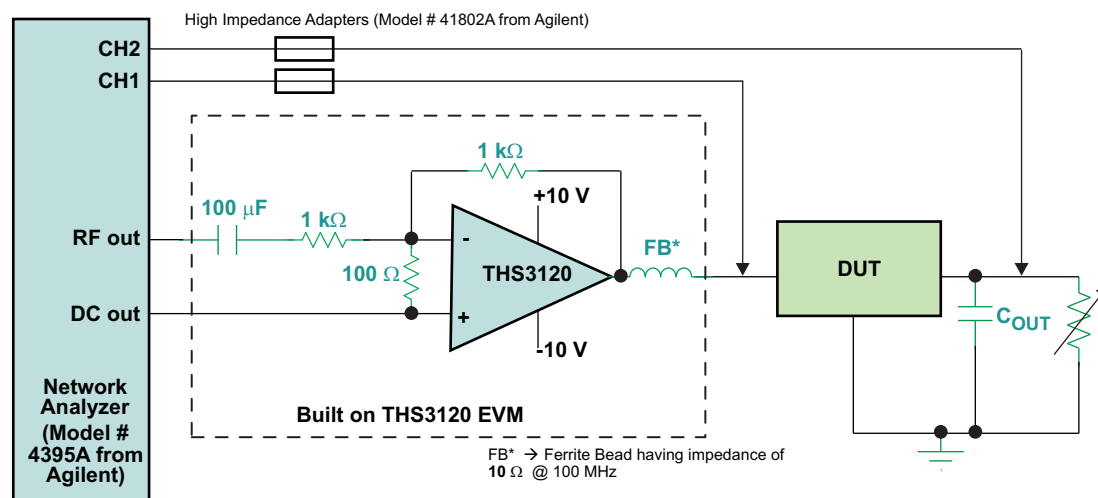 High Impedance Adapters (Model # 41802A from Agilent)
CH2
CH1
1 kΩ
+10 V
100 μF
1 kΩ
RF out
-
THS3120
FB*
DUT
100 Ω
DC out
+
C_OUT
-10 V
Network
Analyzer
(Model #
4395A from
Agilent)
Built on THS3120 EVM
FB* → Ferrite Bead having impedance of
10 Ω @ 100 MHz